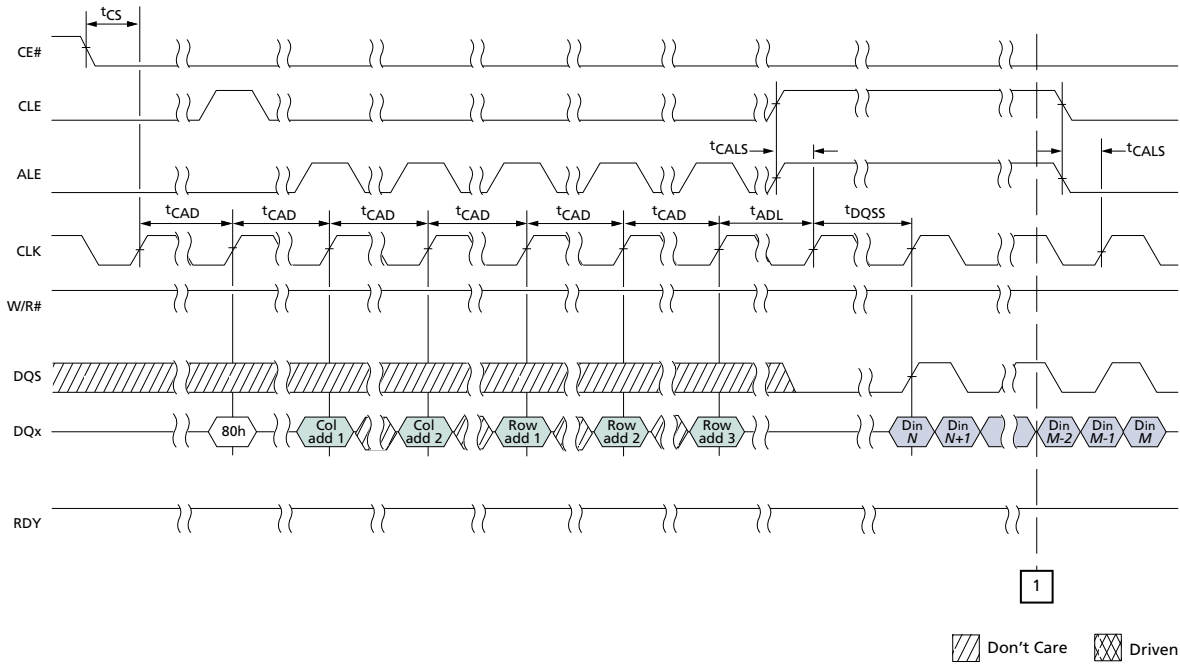 tCS
CE#
CLE
tCALS
tCALS
ALE
tCAD
tCAD
tCAD
tCAD
tCAD
tCAD
tADL
tDQSS
CLK
W/R#
DQS
DQx
80h
Col
add 1
Col
add 2
Row
add 1
Row
add 2
Row
add 3
Din
N
Din
N+1
Din
M-2
Din
M-1
Din
M
RDY
1
Don't Care
Driven